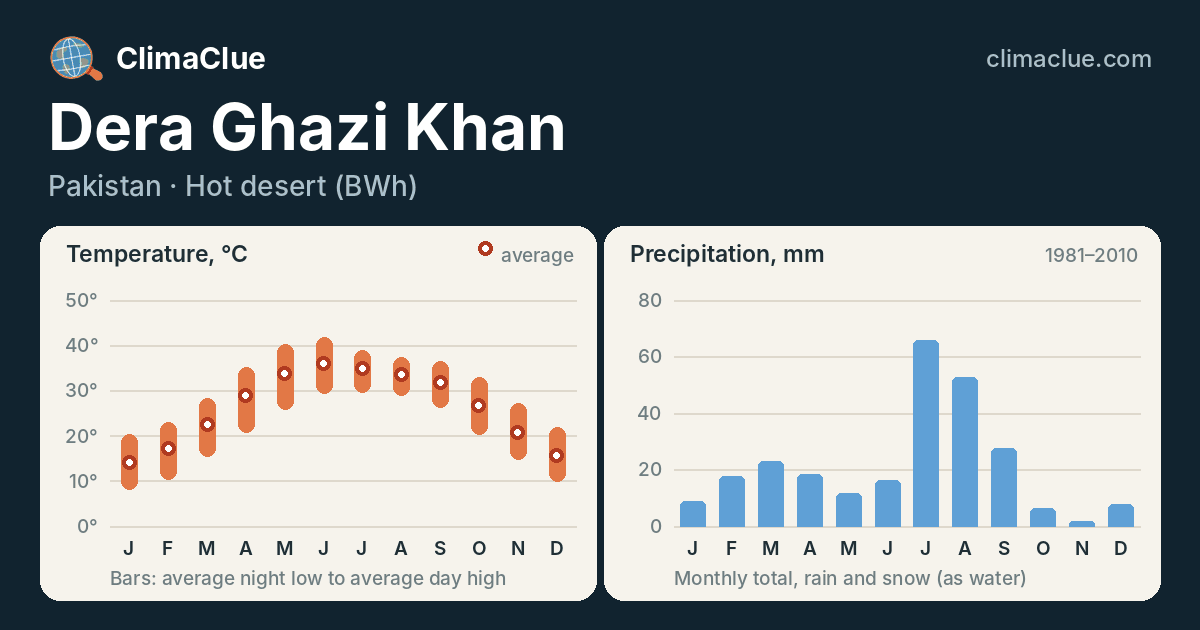 ClimaClue
climaclue.com
Dera Ghazi Khan
Pakistan · Hot desert (BWh)
Temperature, °C
average
50°
40°
30°
20°
10°
0°
J F M A M J J A S O N D
Bars: average night low to average day high
Precipitation, mm
1981–2010
80
60
40
20
0
J F M A M J J A S O N D
Monthly total, rain and snow (as water)